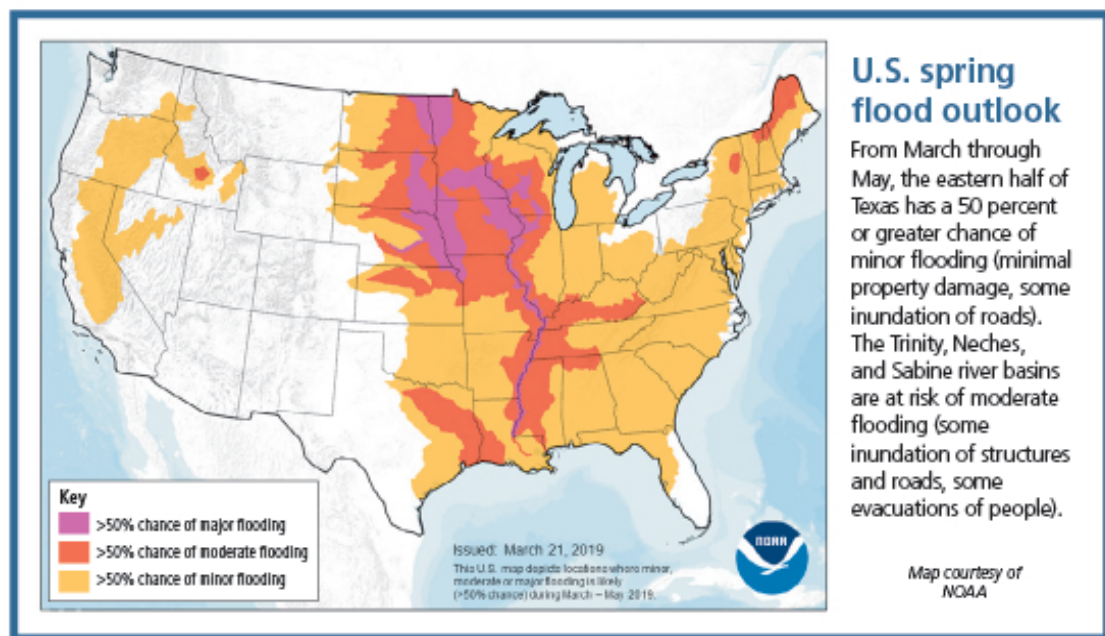 U.S. spring
flood outlook
From March through
May, the eastern half of
Texas has a 50 percent
or greater chance of
minor flooding (minimal
property damage, some
inundation of roads).
The Trinity, Neches,
and Sabine river basins
are at risk of moderate
flooding (some
inundation of structures
and roads, some
evacuations of people).
Map courtesy of
NOAA
Key
>50% chance of major flooding
>50% chance of moderate flooding
>50% chance of minor flooding
Issued: March 21, 2019
This U.S. map depicts locations where minor,
moderate or major flooding is likely
(>50% chance) during March – May 2019.
NOAA